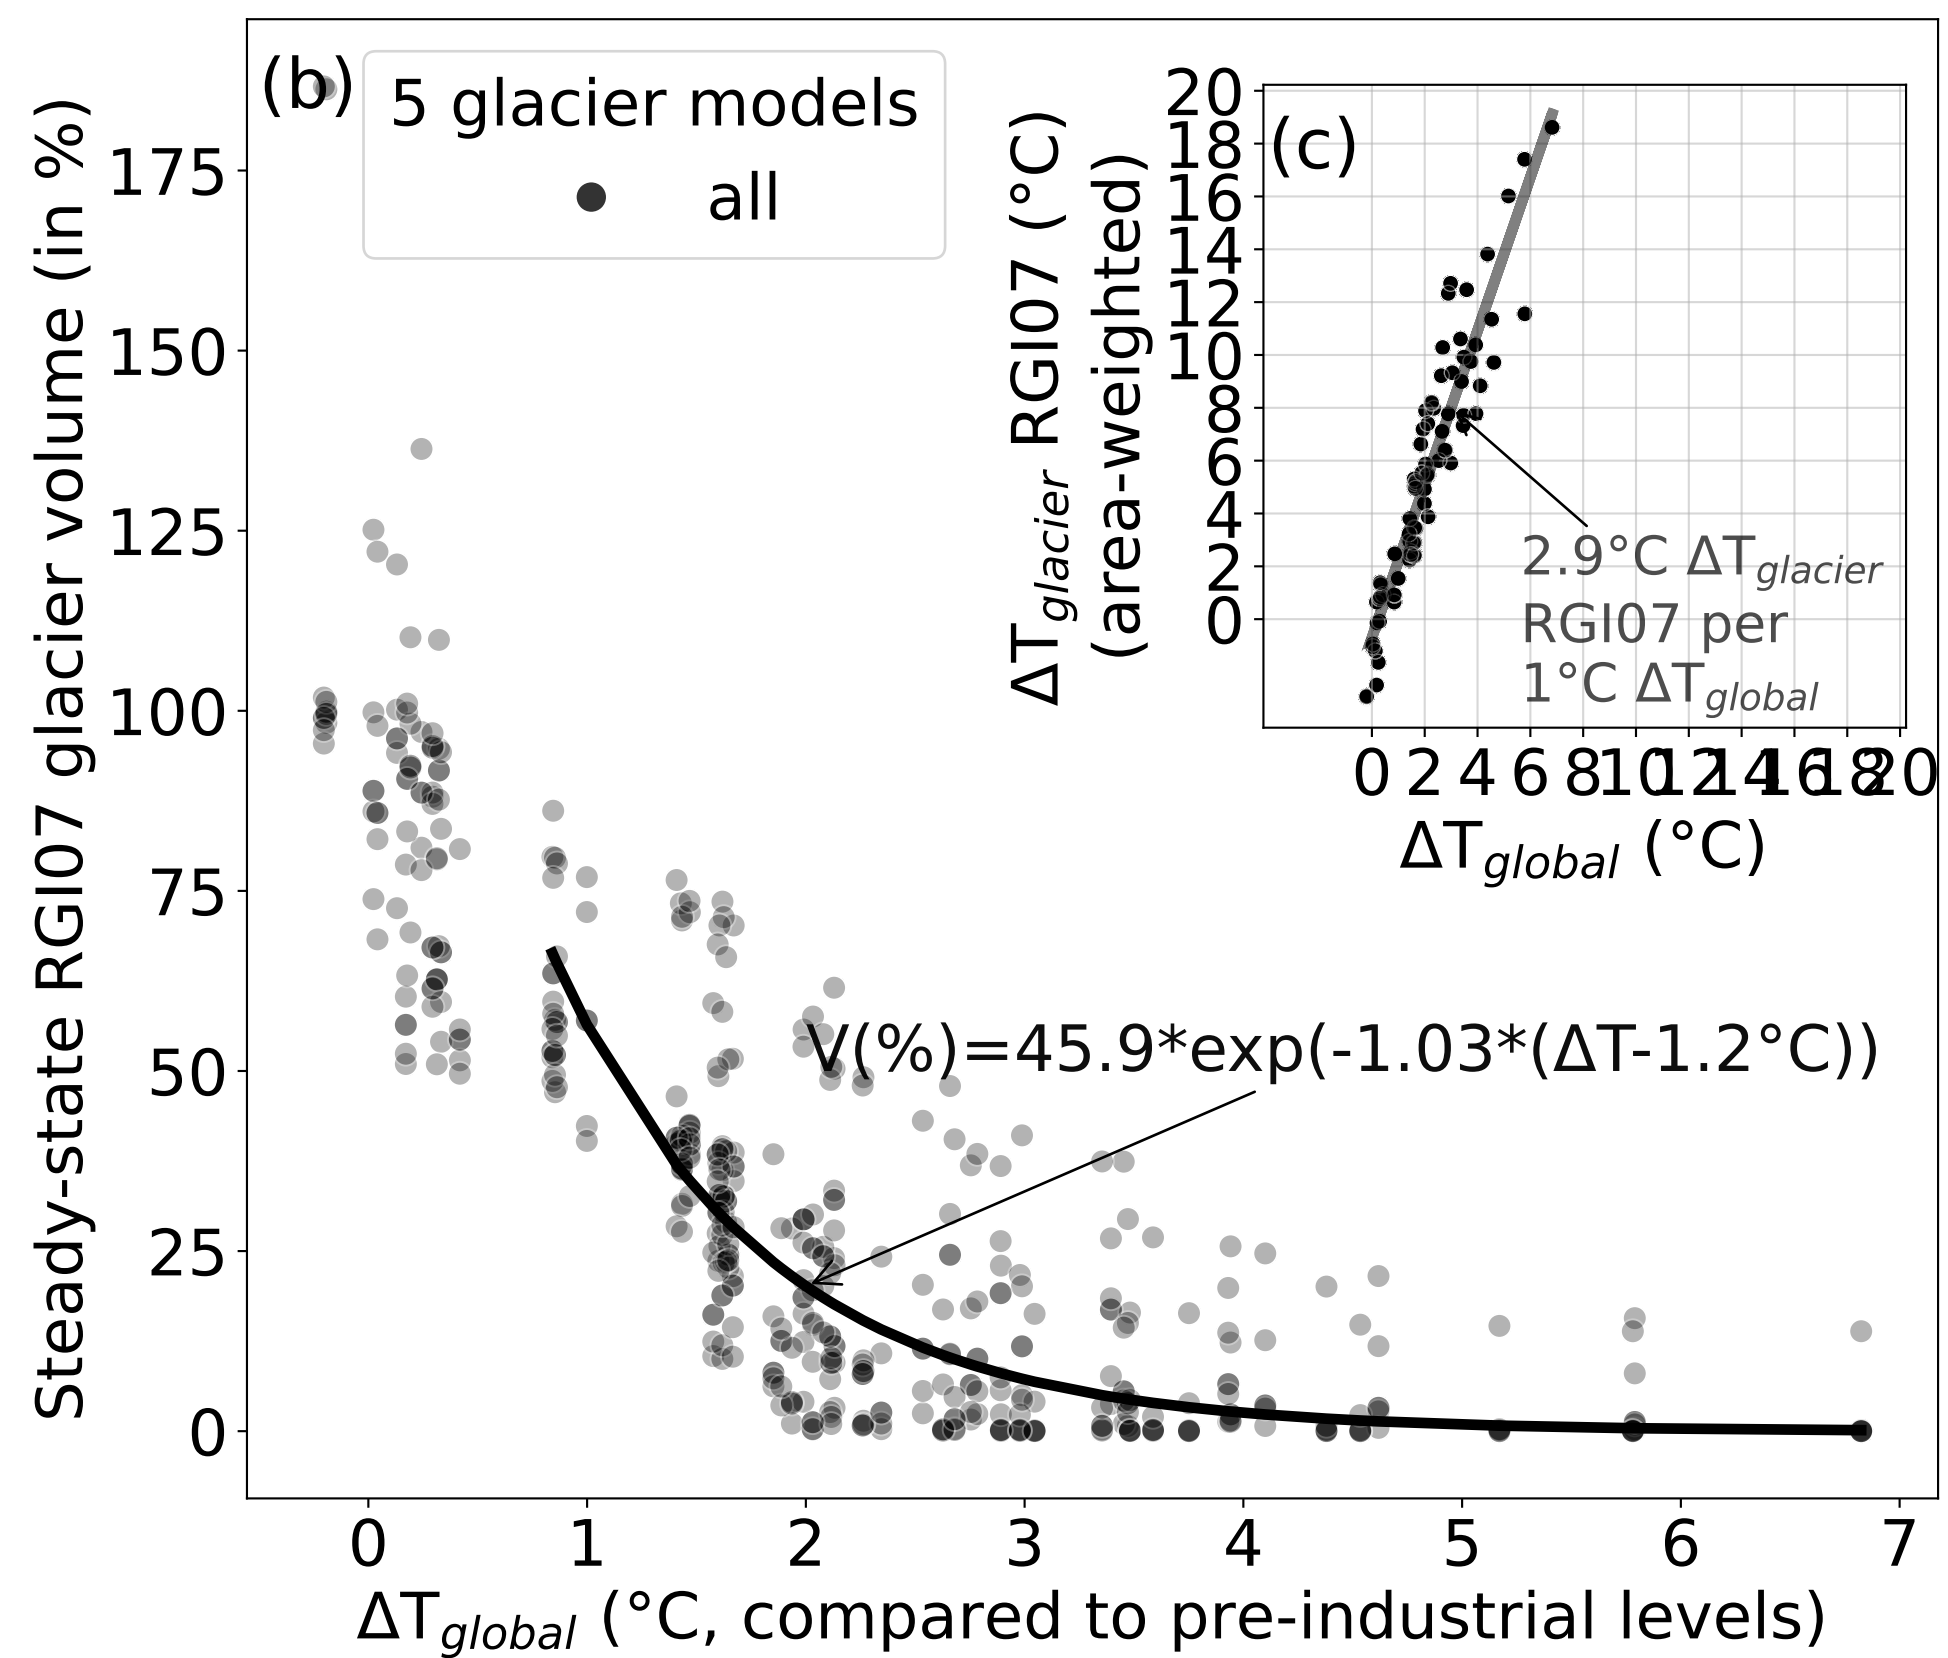 (b)
5 glacier models
all
Steady-state RGI07 glacier volume (in %)
175
150
125
100
75
50
25
0
0 1 2 3 4 5 6 7
ΔTglobal (°C, compared to pre-industrial levels)
V(%)=45.9*exp(-1.03*(ΔT-1.2°C))
(c)
ΔTglacier RGI07 (°C)
(area-weighted)
20
18
16
14
12
10
8
6
4
2
0
2.9°C ΔTglacier
RGI07 per
1°C ΔTglobal
0 2 4 6 8 10 12 14 16 18 20
ΔTglobal (°C)